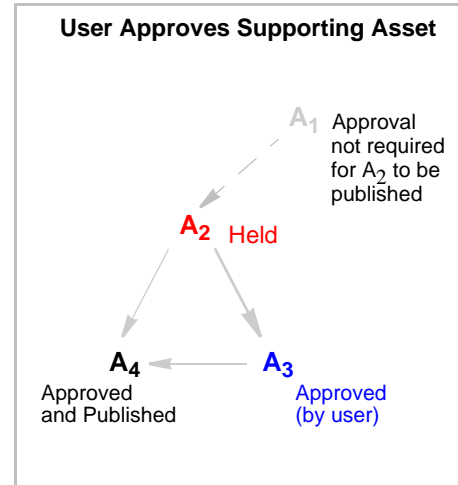 User Approves Supporting Asset
A1 Approval
not required
for A2 to be
published
A2 Held
A4
Approved
and Published
A3
Approved
(by user)